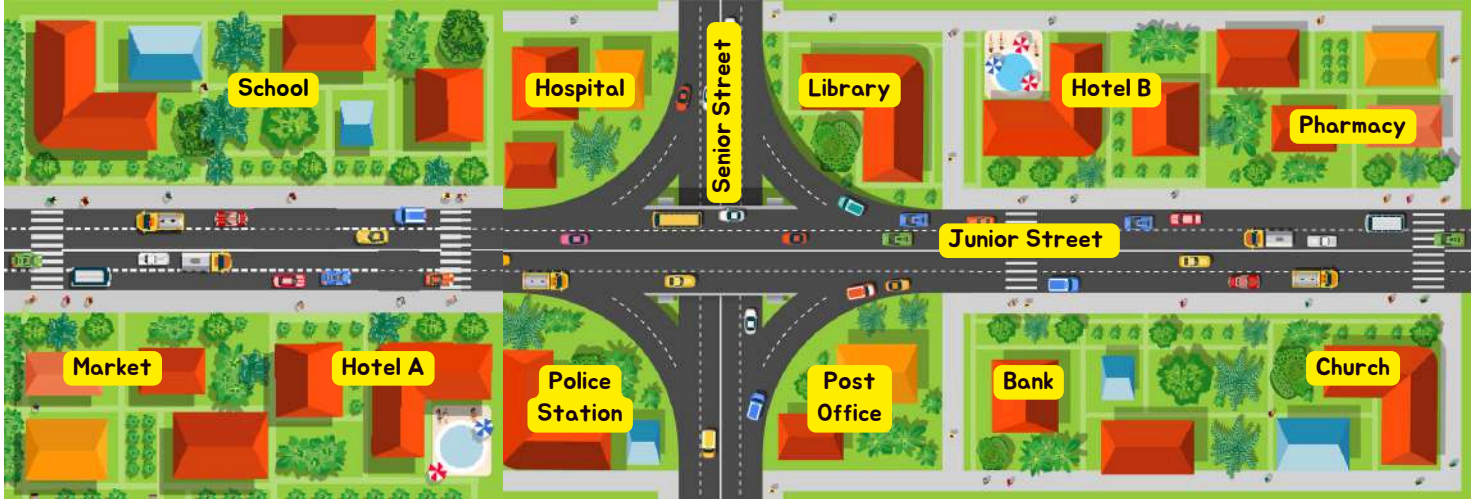 School
Hospital
Senior Street
Library
Hotel B
Pharmacy
Junior Street
Market
Hotel A
Police
Station
Post
Office
Bank
Church